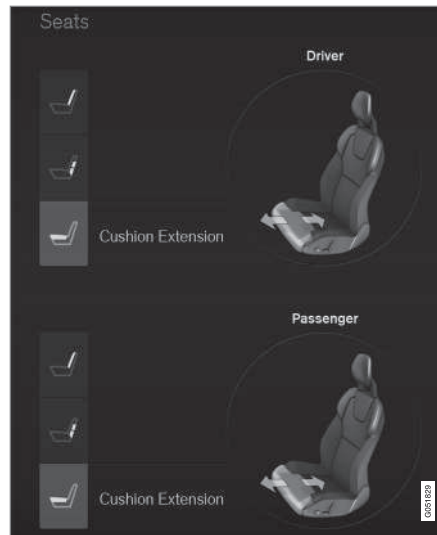 Seats
Driver
Cushion Extension
Passenger
Cushion Extension
G051829